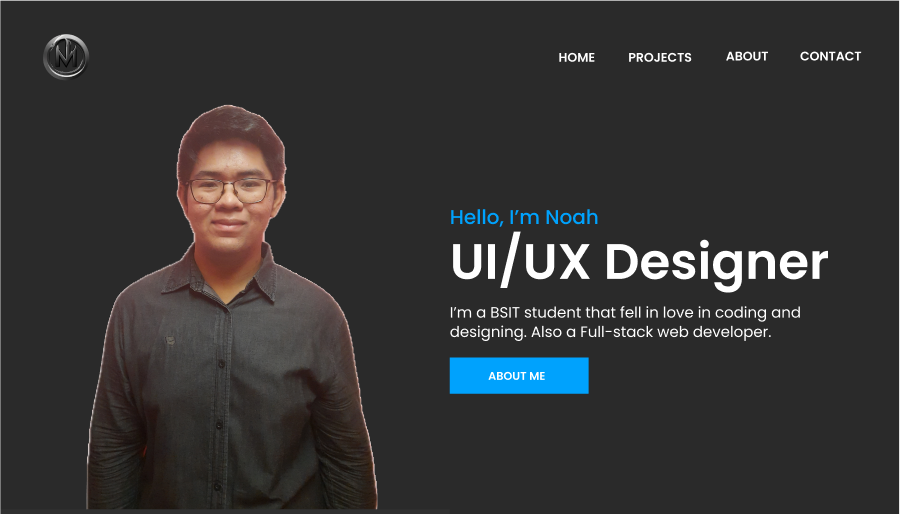 HOME PROJECTS ABOUT CONTACT
Hello, I'm Noah
UI/UX Designer
I'm a BSIT student that fell in love in coding and
designing. Also a Full-stack web developer.
ABOUT ME